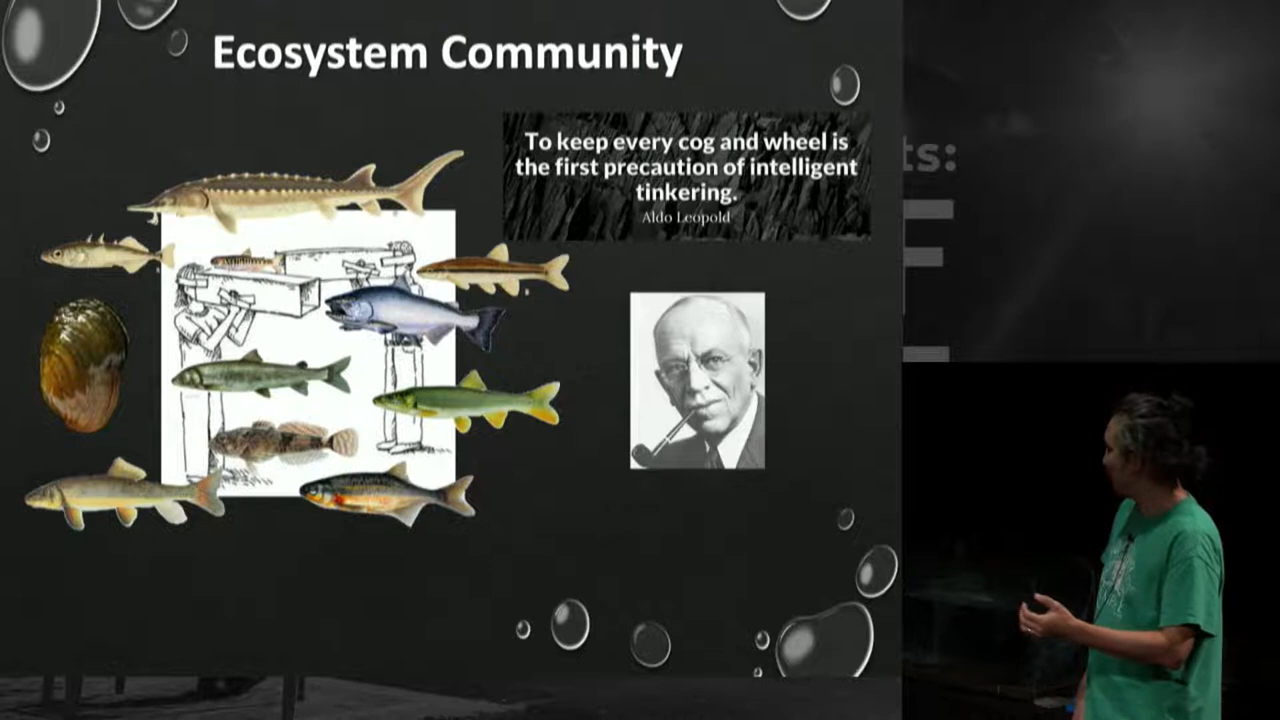 Ecosystem Community
To keep every cog and wheel is
the first precaution of intelligent
tinkering.
Aldo Leopold
ts: